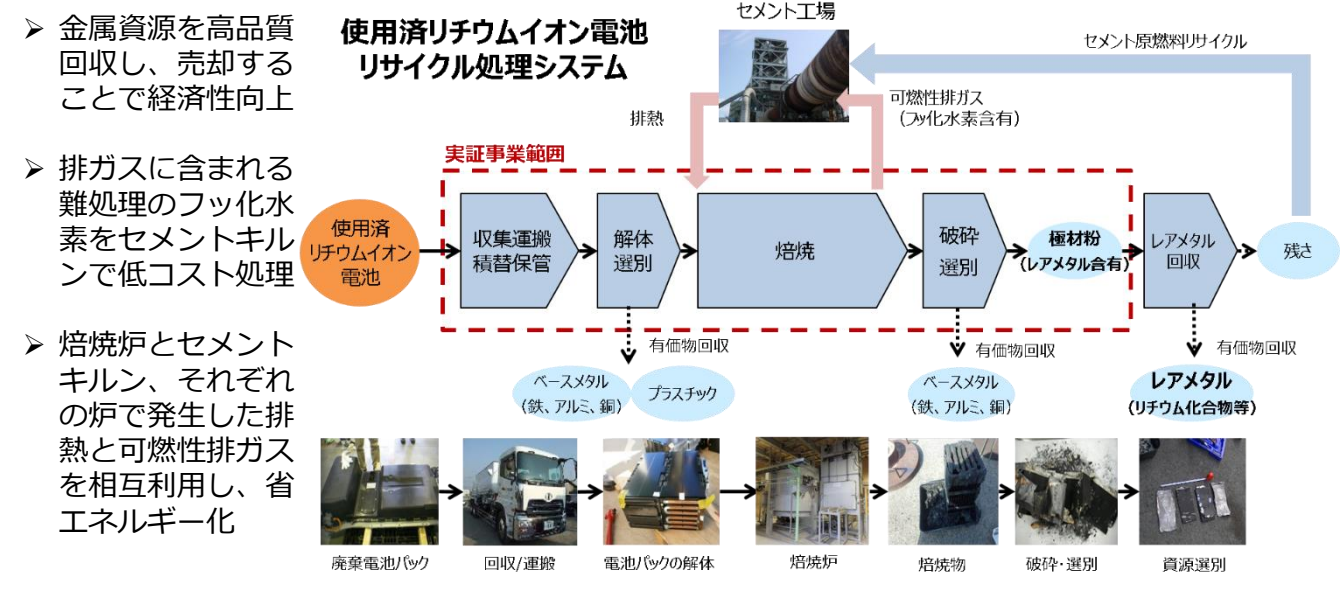 ➢ 金属資源を高品質
回収し、売却する
ことで経済性向上
➢ 排ガスに含まれる
難処理のフッ化水
素をセメントキル
ンで低コスト処理
➢ 焙焼炉とセメント
キルン、それぞれ
の炉で発生した排
熱と可燃性排ガス
を相互利用し、省
エネルギー化
使用済リチウムイオン電池
リサイクル処理システム
セメント工場
セメント原燃料リサイクル
排熱
可燃性排ガス
（フッ化水素含有）
実証事業範囲
使用済
リチウムイオン
電池
収集運搬
積替保管
解体
選別
焙焼
破砕
選別
極材粉
（レアメタル含有）
レアメタル
回収
残さ
有価物回収
有価物回収
有価物回収
ベースメタル
（鉄、アルミ、銅）
プラスチック
ベースメタル
（鉄、アルミ、銅）
レアメタル
（リチウム化合物等）
廃棄電池パック
回収/運搬
電池パックの解体
焙焼炉
焙焼物
破砕・選別
資源選別